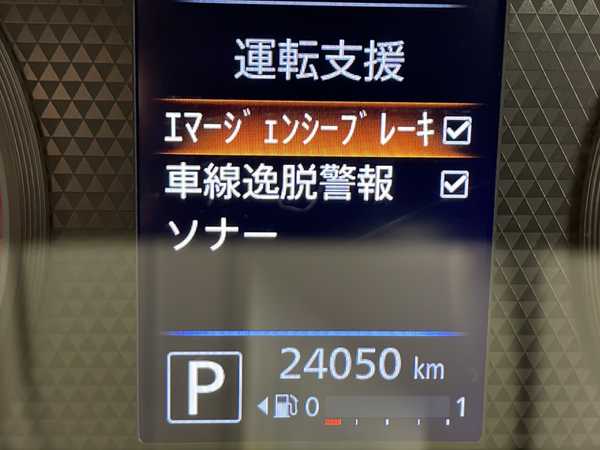 運転支援
エマージェンシーブレーキ
車線逸脱警報
ソナー
24050 km
P
0 1